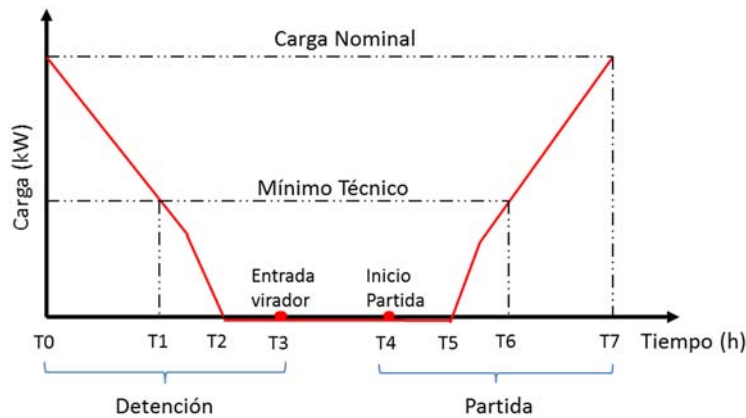 Carga Nominal
Carga (kW)
Mínimo Técnico
Entrada
virador
Inicio
Partida
T0 T1 T2 T3 T4 T5 T6 T7 Tiempo (h)
Detención Partida